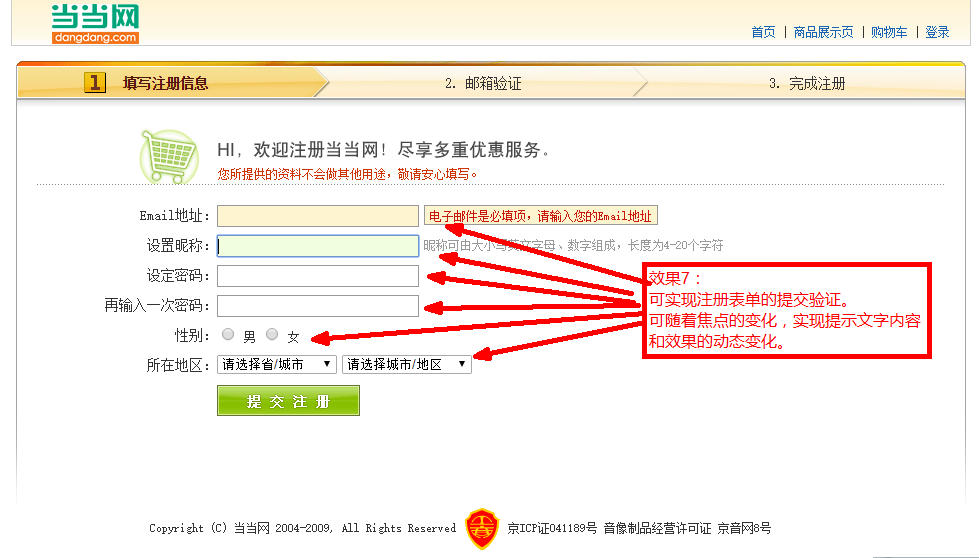 当当网
dangdang.com
首页 | 商品展示页 | 购物车 | 登录
1 填写注册信息
2. 邮箱验证
3. 完成注册
HI，欢迎注册当当网！尽享多重优惠服务。
您所提供的资料不会做其他用途，敬请安心填写。
Email地址： 电子邮件是必填项，请输入您的Email地址
设置昵称： 昵称可由大小写英文字母、数字组成，长度为4-20个字符
设定密码：
再输入一次密码：
性别： 男 女
所在地区： 请选择省/城市 请选择城市/地区
提交注册
效果7：
可实现注册表单的提交验证。
可随着焦点的变化，实现提示文字内容
和效果的动态变化。
Copyright (C) 当当网 2004-2009, All Rights Reserved 京ICP证041189号 音像制品经营许可证 京音网8号